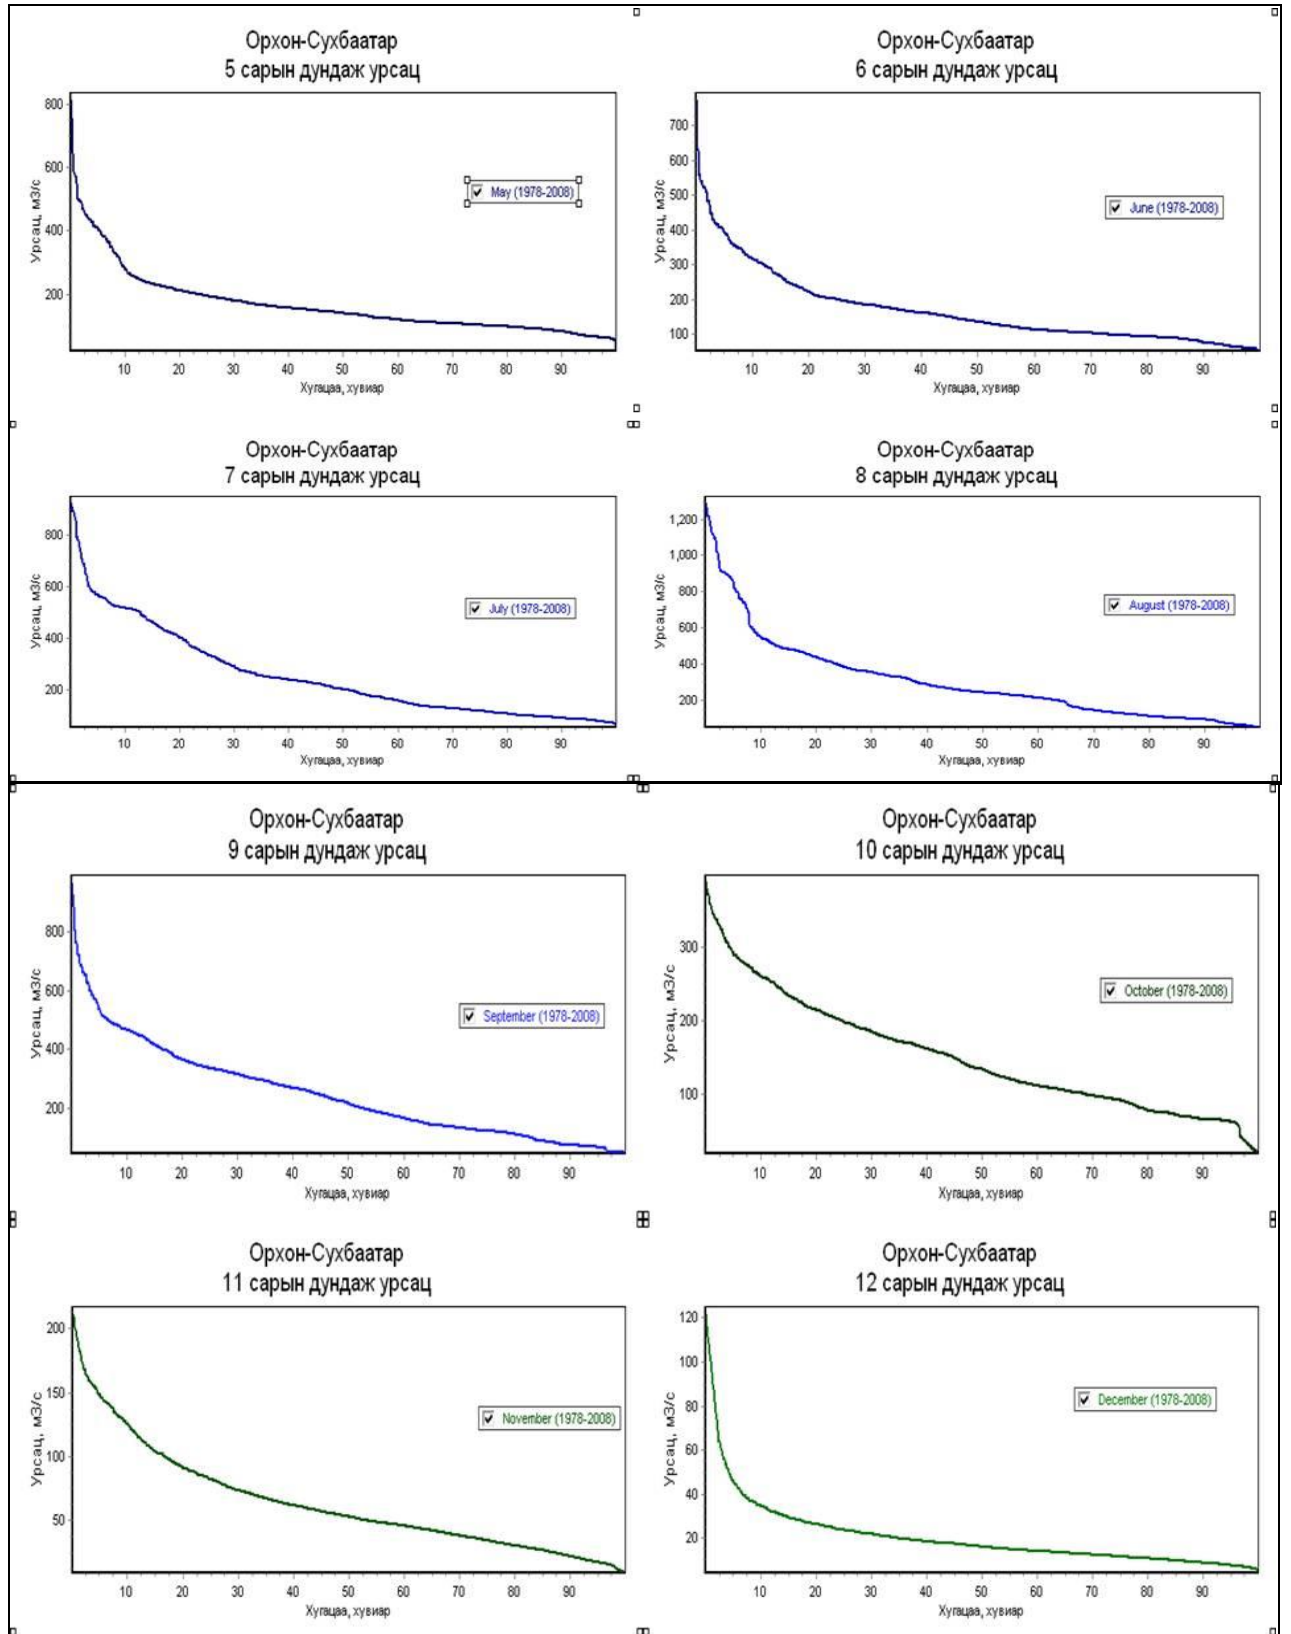 Орхон-Сухбаатар
5 сарын дундаж урсац
Урсац, м3/с
800
600
400
200
May (1978-2008)
10 20 30 40 50 60 70 80 90
Хугацаа, хувиар
Орхон-Сухбаатар
6 сарын дундаж урсац
Урсац, м3/с
700
600
500
400
300
200
100
June (1978-2008)
10 20 30 40 50 60 70 80 90
Хугацаа, хувиар
Орхон-Сухбаатар
7 сарын дундаж урсац
Урсац, м3/с
800
600
400
200
July (1978-2008)
10 20 30 40 50 60 70 80 90
Хугацаа, хувиар
Орхон-Сухбаатар
8 сарын дундаж урсац
Урсац, м3/с
1,200
1,000
800
600
400
200
August (1978-2008)
10 20 30 40 50 60 70 80 90
Хугацаа, хувиар
Орхон-Сухбаатар
9 сарын дундаж урсац
Урсац, м3/с
800
600
400
200
September (1978-2008)
10 20 30 40 50 60 70 80 90
Хугацаа, хувиар
Орхон-Сухбаатар
10 сарын дундаж урсац
Урсац, м3/с
300
200
100
October (1978-2008)
10 20 30 40 50 60 70 80 90
Хугацаа, хувиар
Орхон-Сухбаатар
11 сарын дундаж урсац
Урсац, м3/с
200
150
100
50
November (1978-2008)
10 20 30 40 50 60 70 80 90
Хугацаа, хувиар
Орхон-Сухбаатар
12 сарын дундаж урсац
Урсац, м3/с
120
100
80
60
40
20
December (1978-2008)
10 20 30 40 50 60 70 80 90
Хугацаа, хувиар